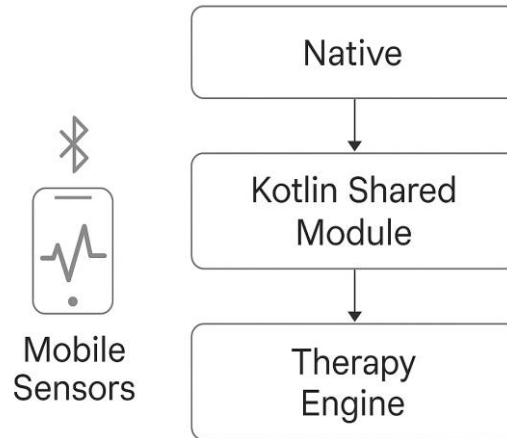 Native
Kotlin Shared
Module
Therapy
Engine
Mobile
Sensors